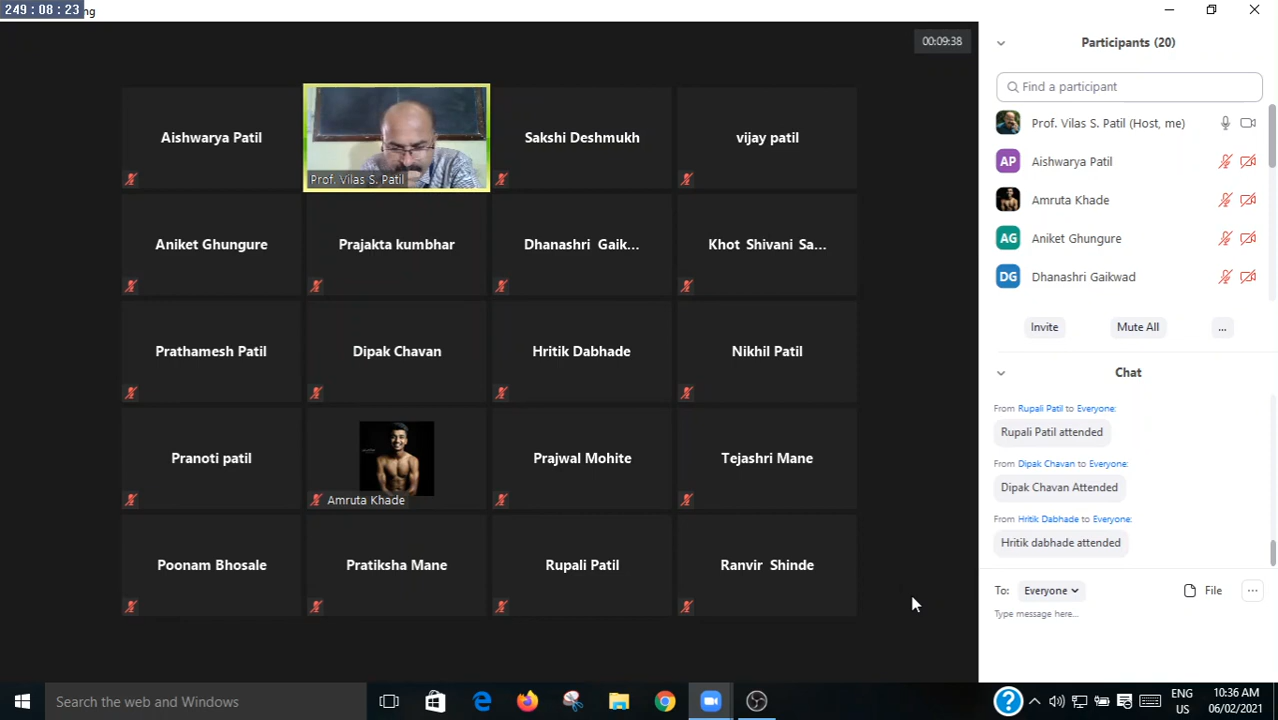 249:08:23
ng
00:09:38
Aishwarya Patil
Prof. Vilas S. Patil
Sakshi Deshmukh
vijay patil
Aniket Ghungure
Prajakta kumbhar
Dhanashri Gaik...
Khot Shivani Sa...
Prathamesh Patil
Dipak Chavan
Hritik Dabhade
Nikhil Patil
Pranoti patil
Amruta Khade
Prajwal Mohite
Tejashri Mane
Poonam Bhosale
Pratiksha Mane
Rupali Patil
Ranvir Shinde
Participants (20)
Find a participant
Prof. Vilas S. Patil (Host, me)
AP Aishwarya Patil
Amruta Khade
AG Aniket Ghungure
DG Dhanashri Gaikwad
Invite Mute All ...
Chat
From Rupali Patil to Everyone:
Rupali Patil attended
From Dipak Chavan to Everyone:
Dipak Chavan Attended
From Hritik Dabhade to Everyone:
Hritik dabhade attended
To: Everyone File ...
Type message here...
Search the web and Windows
ENG
US
10:36 AM
06/02/2021